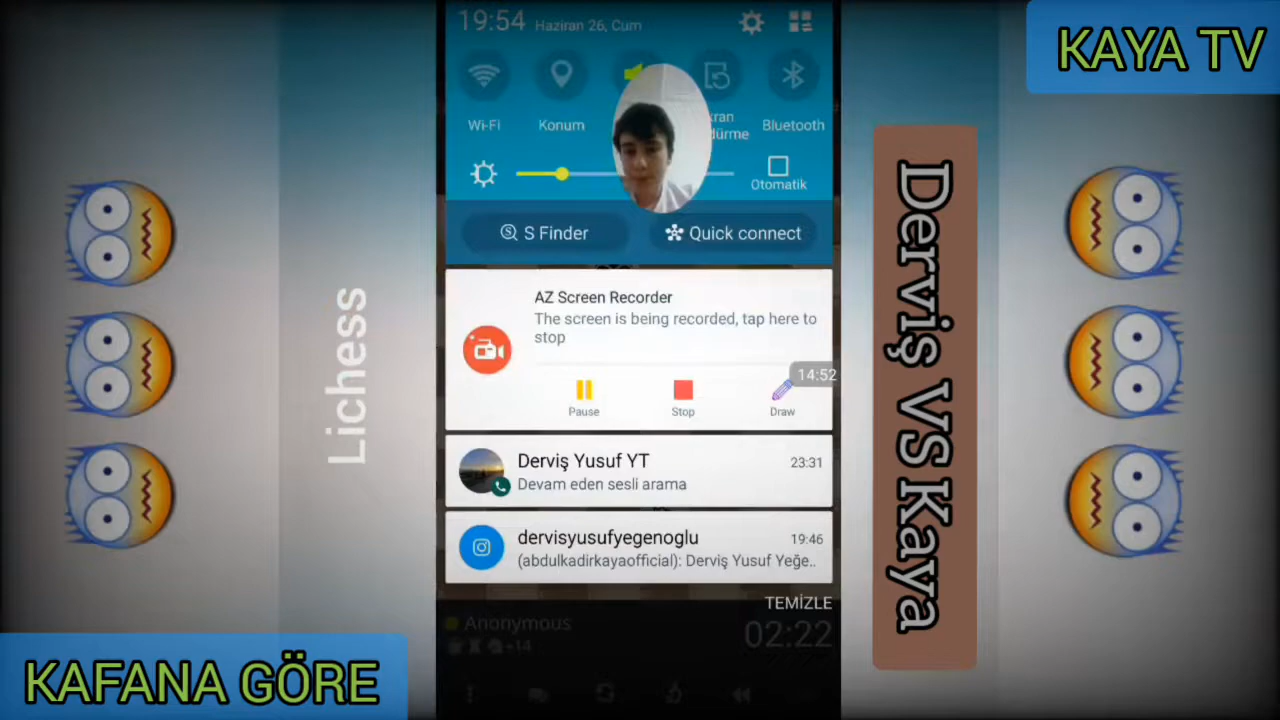 19:54 Haziran 26, Cum
KAYA TV
Wi-Fi
Konum
kran
dürme
Bluetooth
Otomatik
S Finder
Quick connect
AZ Screen Recorder
The screen is being recorded, tap here to
stop
14:52
Pause
Stop
Draw
Derviş Yusuf YT
23:31
Devam eden sesli arama
dervisyusufyegenoglu
19:46
(abdulkadirkayaofficial): Derviş Yusuf Yeğe..
TEMİZLE
Anonymous
+14
02:22
Lichess
Derviş VS Kaya
KAFANA GÖRE